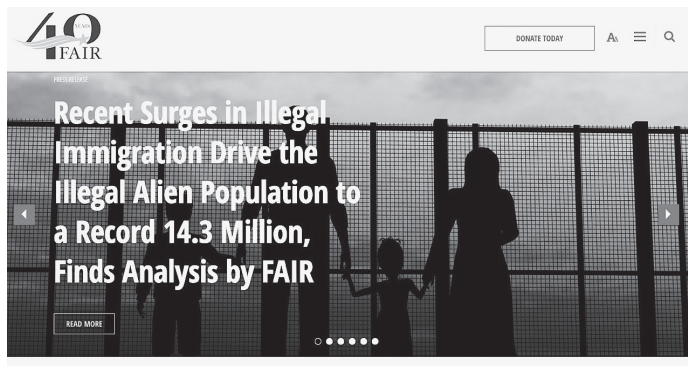 40
YEARS
FAIR
DONATE TODAY
AA
PRESS RELEASE
Recent Surges in Illegal
Immigration Drive the
Illegal Alien Population to
a Record 14.3 Million,
Finds Analysis by FAIR
READ MORE